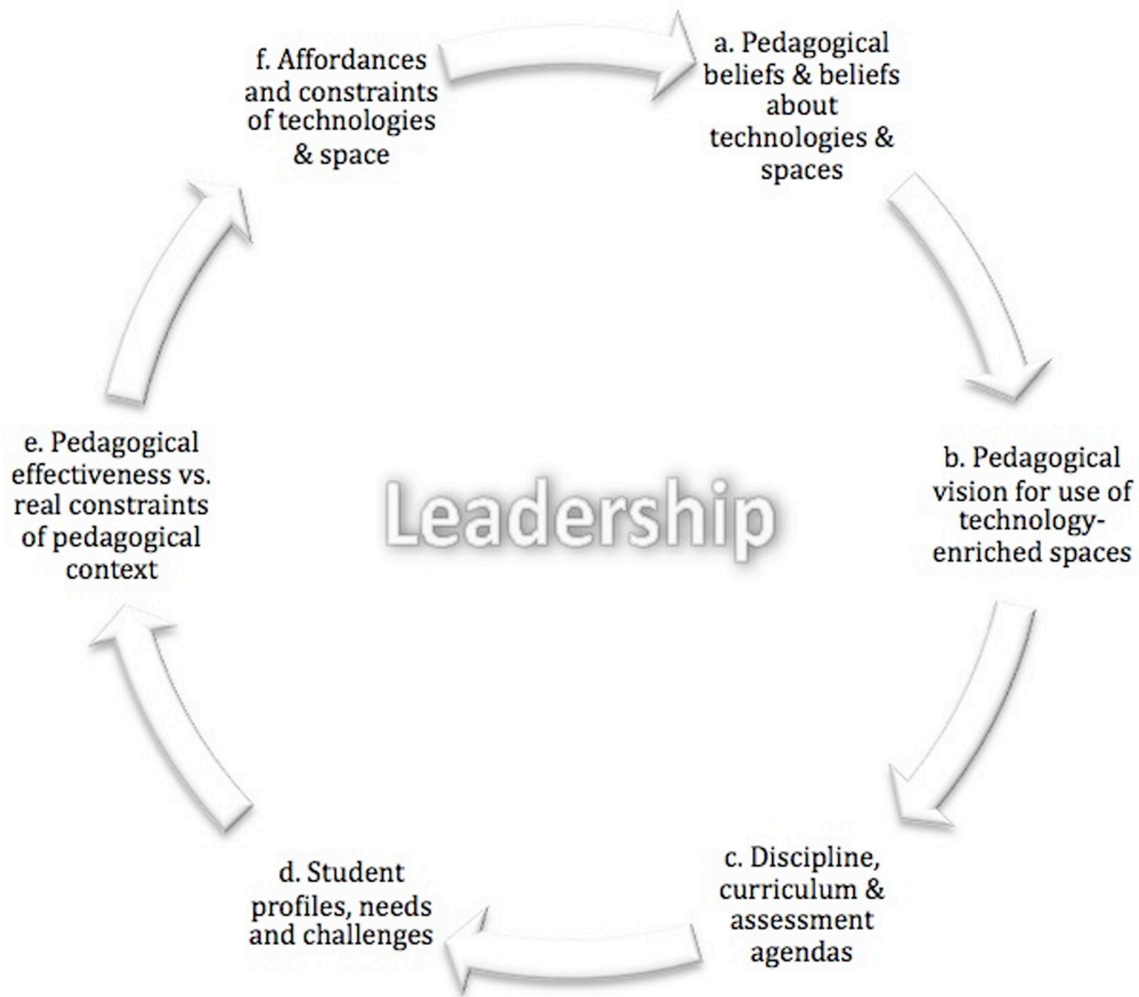 a. Pedagogical
beliefs & beliefs
about
technologies &
spaces
b. Pedagogical
vision for use of
technology-
enriched spaces
c. Discipline,
curriculum &
assessment
agendas
d. Student
profiles, needs
and challenges
e. Pedagogical
effectiveness vs.
real constraints
of pedagogical
context
f. Affordances
and constraints
of technologies
& space
Leadership